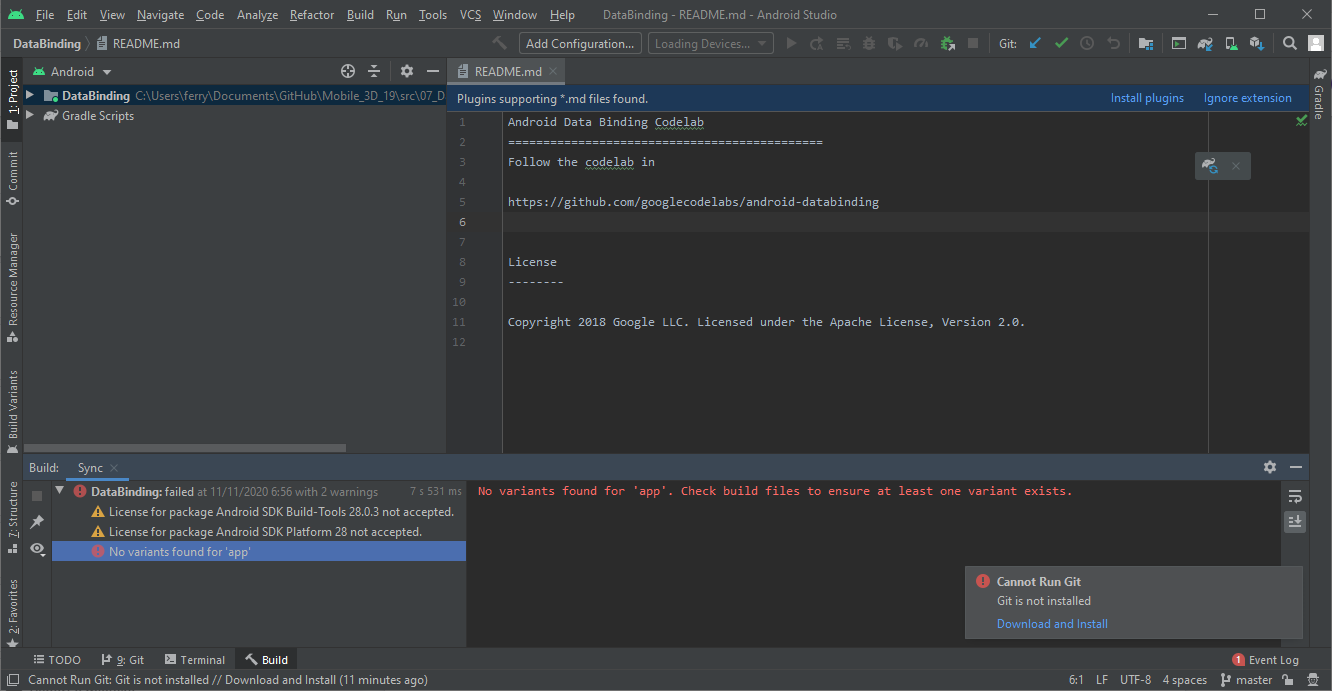 File Edit View Navigate Code Analyze Refactor Build Run Tools VCS Window Help DataBinding - README.md - Android Studio
DataBinding README.md Add Configuration... Loading Devices... Git:
1: Project
Commit
Resource Manager
Build Variants
7: Structure
2: Favorites
Android
DataBinding C:\Users\ferry\Documents\GitHub\Mobile_3D_19\src\07_D
Gradle Scripts
README.md
Plugins supporting *.md files found. Install plugins Ignore extension
1 Android Data Binding Codelab
2 =============================================
3 Follow the codelab in
4
5 https://github.com/googlecodelabs/android-databinding
6
7
8 License
9 --------
10
11 Copyright 2018 Google LLC. Licensed under the Apache License, Version 2.0.
12
Gradle
Build: Sync
DataBinding: failed at 11/11/2020 6:56 with 2 warnings 7 s 531 ms
License for package Android SDK Build-Tools 28.0.3 not accepted.
License for package Android SDK Platform 28 not accepted.
No variants found for 'app'
No variants found for 'app'. Check build files to ensure at least one variant exists.
Cannot Run Git
Git is not installed
Download and Install
TODO 9: Git Terminal Build 1 Event Log
Cannot Run Git: Git is not installed // Download and Install (11 minutes ago) 6:1 LF UTF-8 4 spaces master